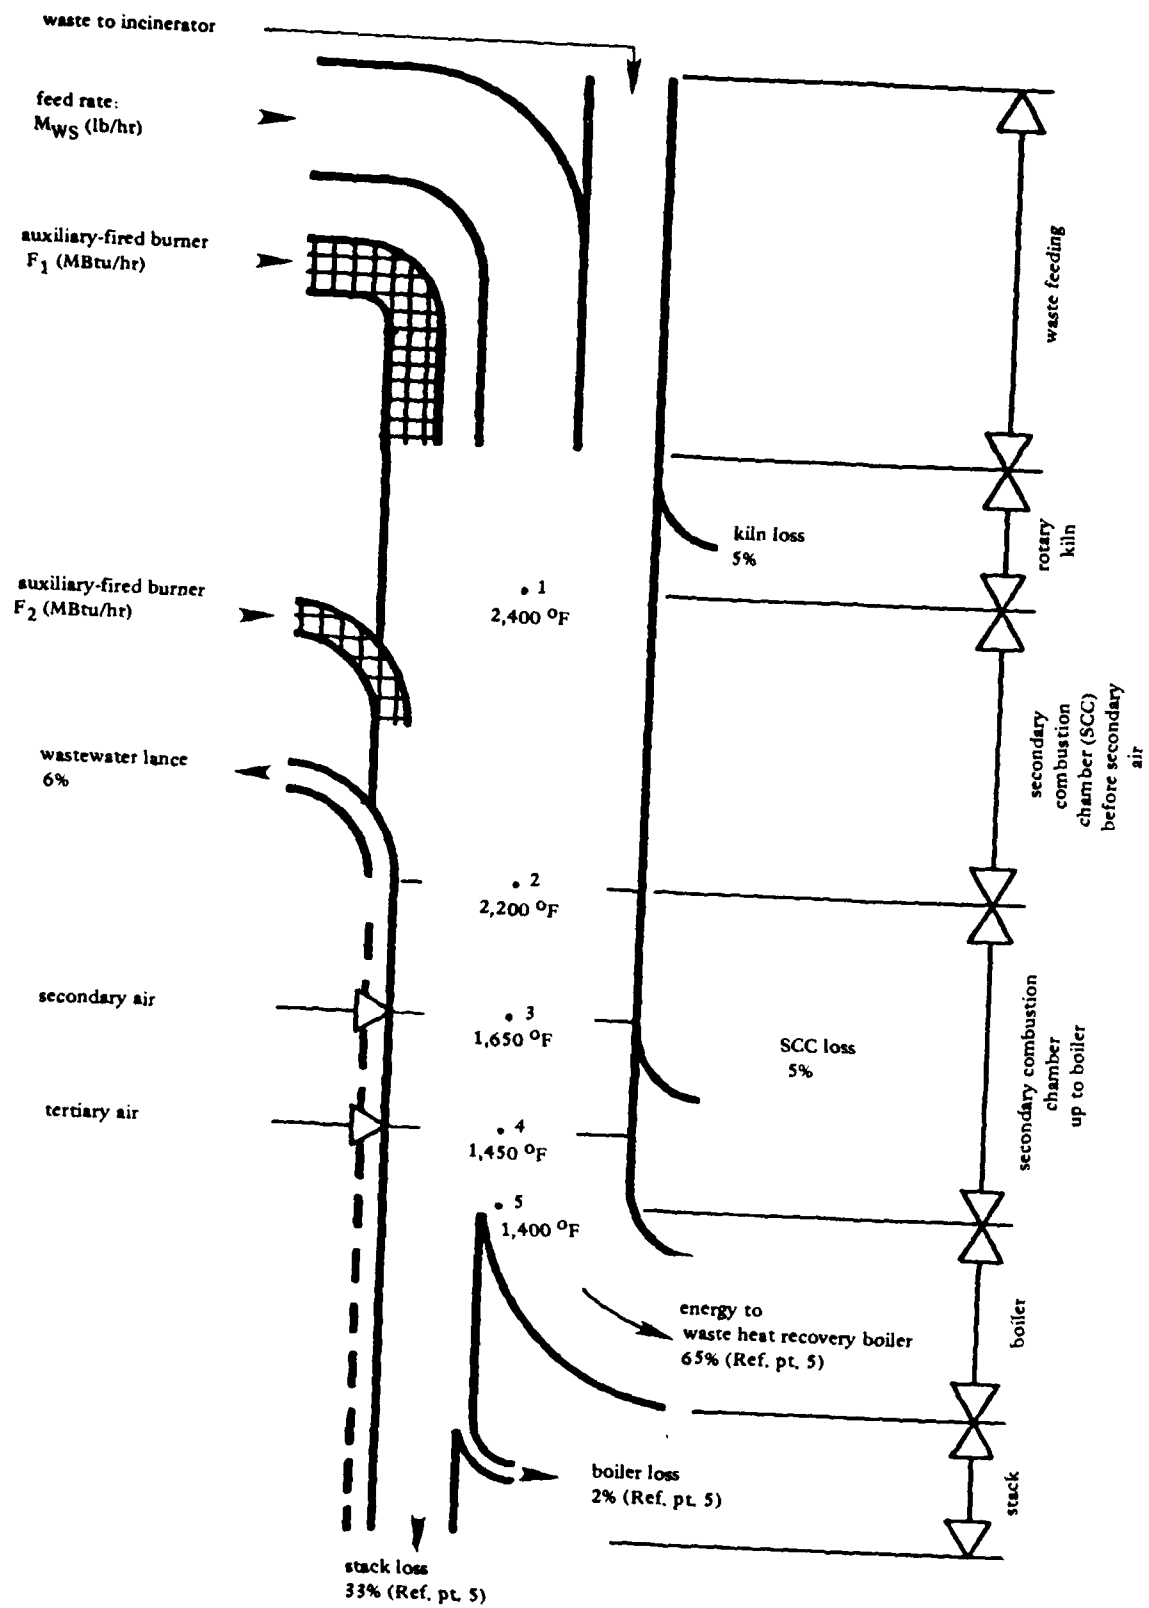 waste to incinerator
feed rate:
MWS (lb/hr)
auxiliary-fired burner
F1 (MBtu/hr)
waste feeding
kiln loss
5%
rotary
kiln
• 1
2,400 °F
auxiliary-fired burner
F2 (MBtu/hr)
secondary
combustion
chamber (SCC)
before secondary
air
wastewater lance
6%
• 2
2,200 °F
secondary air
• 3
1,650 °F
SCC loss
5%
secondary combustion
chamber
up to boiler
tertiary air
• 4
1,450 °F
• 5
1,400 °F
energy to
waste heat recovery boiler
65% (Ref. pt. 5)
boiler
boiler loss
2% (Ref. pt. 5)
stack
stack loss
33% (Ref. pt. 5)